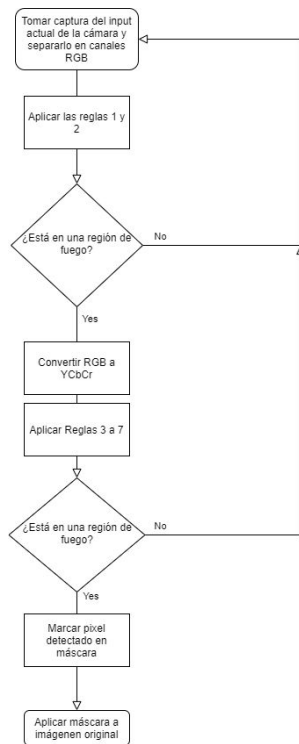 Tomar captura del input
actual de la cámara y
separarlo en canales
RGB
Aplicar las reglas 1 y
2
¿Está en una región de
fuego?
No
Yes
Convertir RGB a
YCbCr
Aplicar Reglas 3 a 7
¿Está en una región de
fuego?
No
Yes
Marcar pixel
detectado en
máscara
Aplicar máscara a
imágenen original